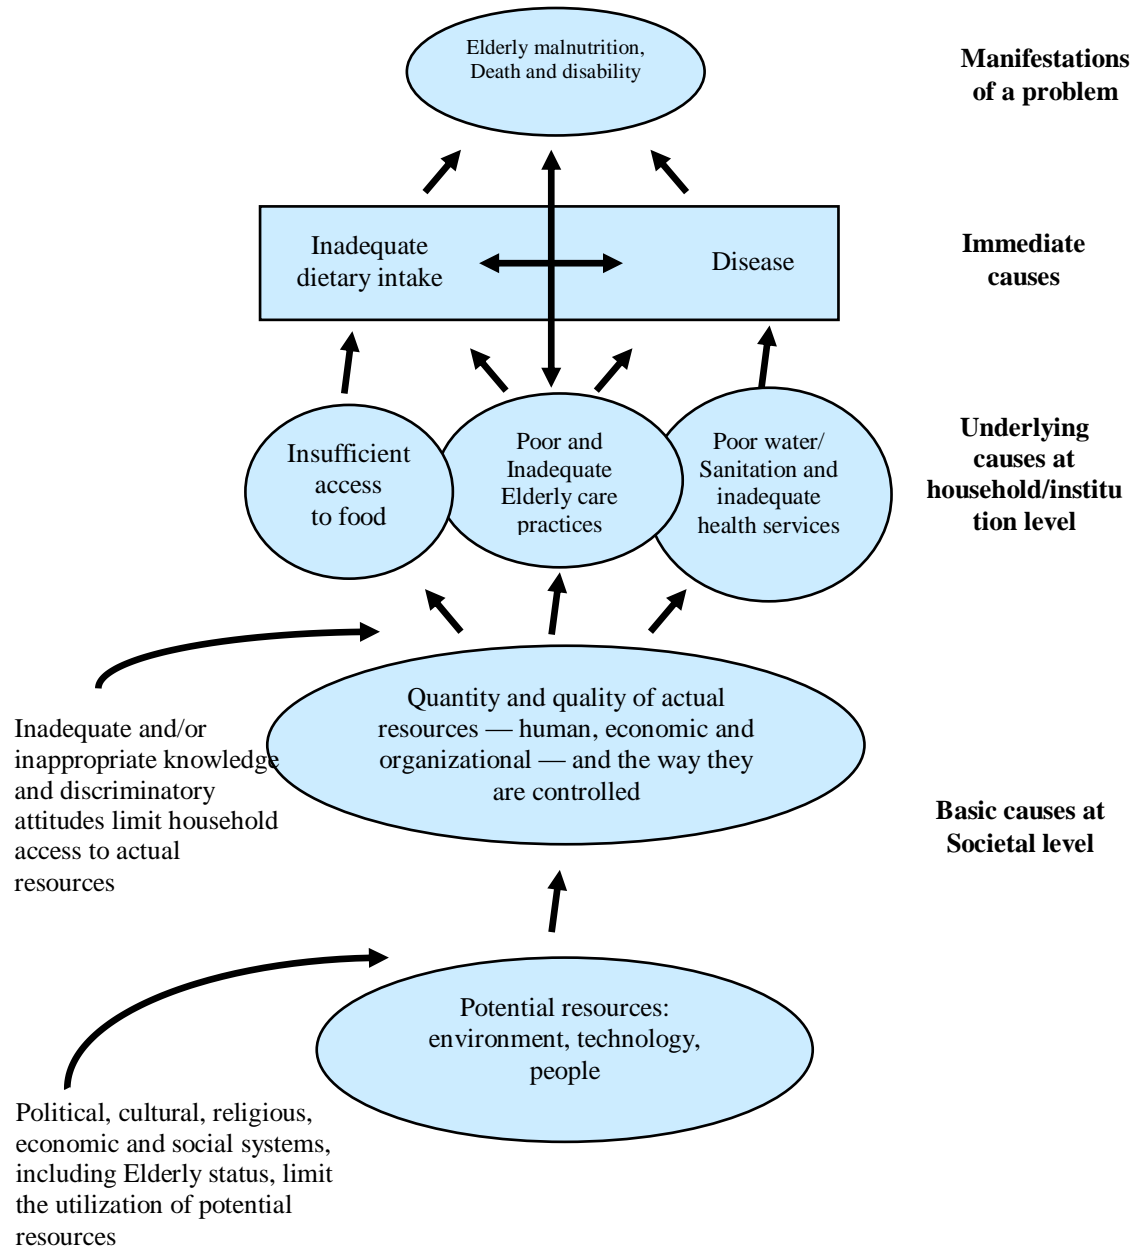 Elderly malnutrition,
Death and disability
Manifestations
of a problem
Inadequate
dietary intake
Disease
Immediate
causes
Insufficient
access
to food
Poor and
Inadequate
Elderly care
practices
Poor water/
Sanitation and
inadequate
health services
Underlying
causes at
household/institu
tion level
Quantity and quality of actual
resources — human, economic and
organizational — and the way they
are controlled
Inadequate and/or
inappropriate knowledge
and discriminatory
attitudes limit household
access to actual
resources
Basic causes at
Societal level
Potential resources:
environment, technology,
people
Political, cultural, religious,
economic and social systems,
including Elderly status, limit
the utilization of potential
resources